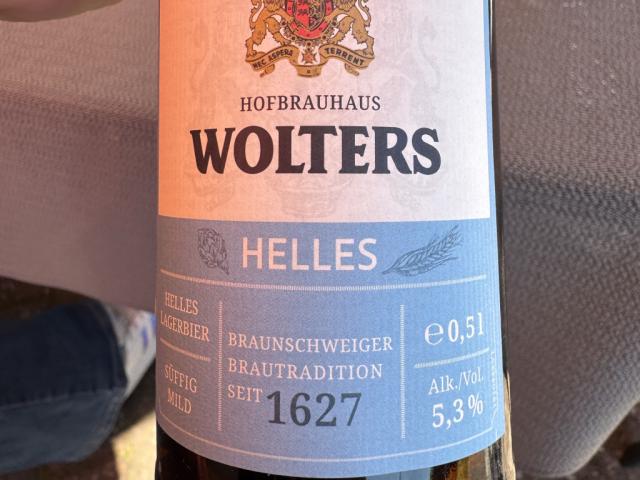 NEC ASPERA TERRENT
HOFBRAUHAUS
WOLTERS
HELLES
HELLES
LAGERBIER
SÜFFIG
MILD
BRAUNSCHWEIGER
BRAUTRADITION
SEIT 1627
℮ 0,5 l
Alk./Vol.
5,3 %